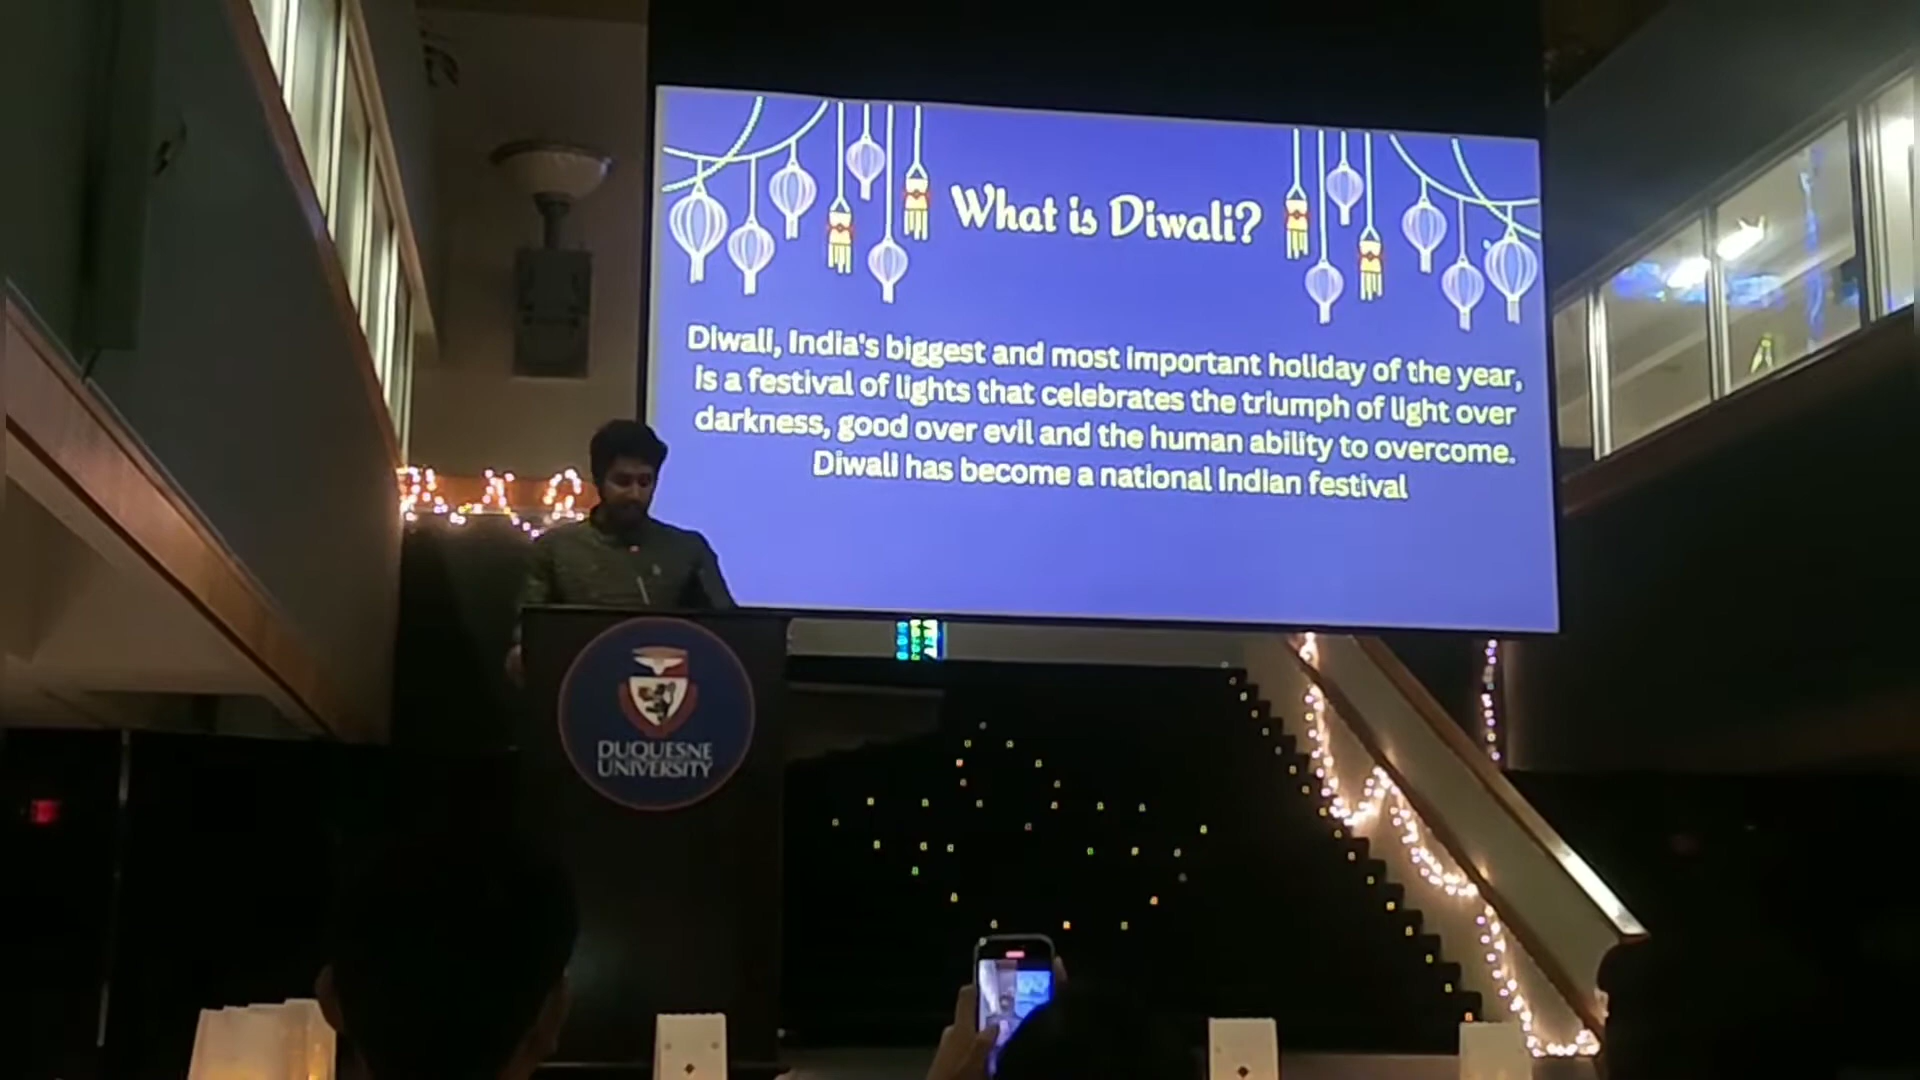 What is Diwali?
Diwali, India's biggest and most important holiday of the year,
is a festival of lights that celebrates the triumph of light over
darkness, good over evil and the human ability to overcome.
Diwali has become a national Indian festival
DUQUESNE
UNIVERSITY